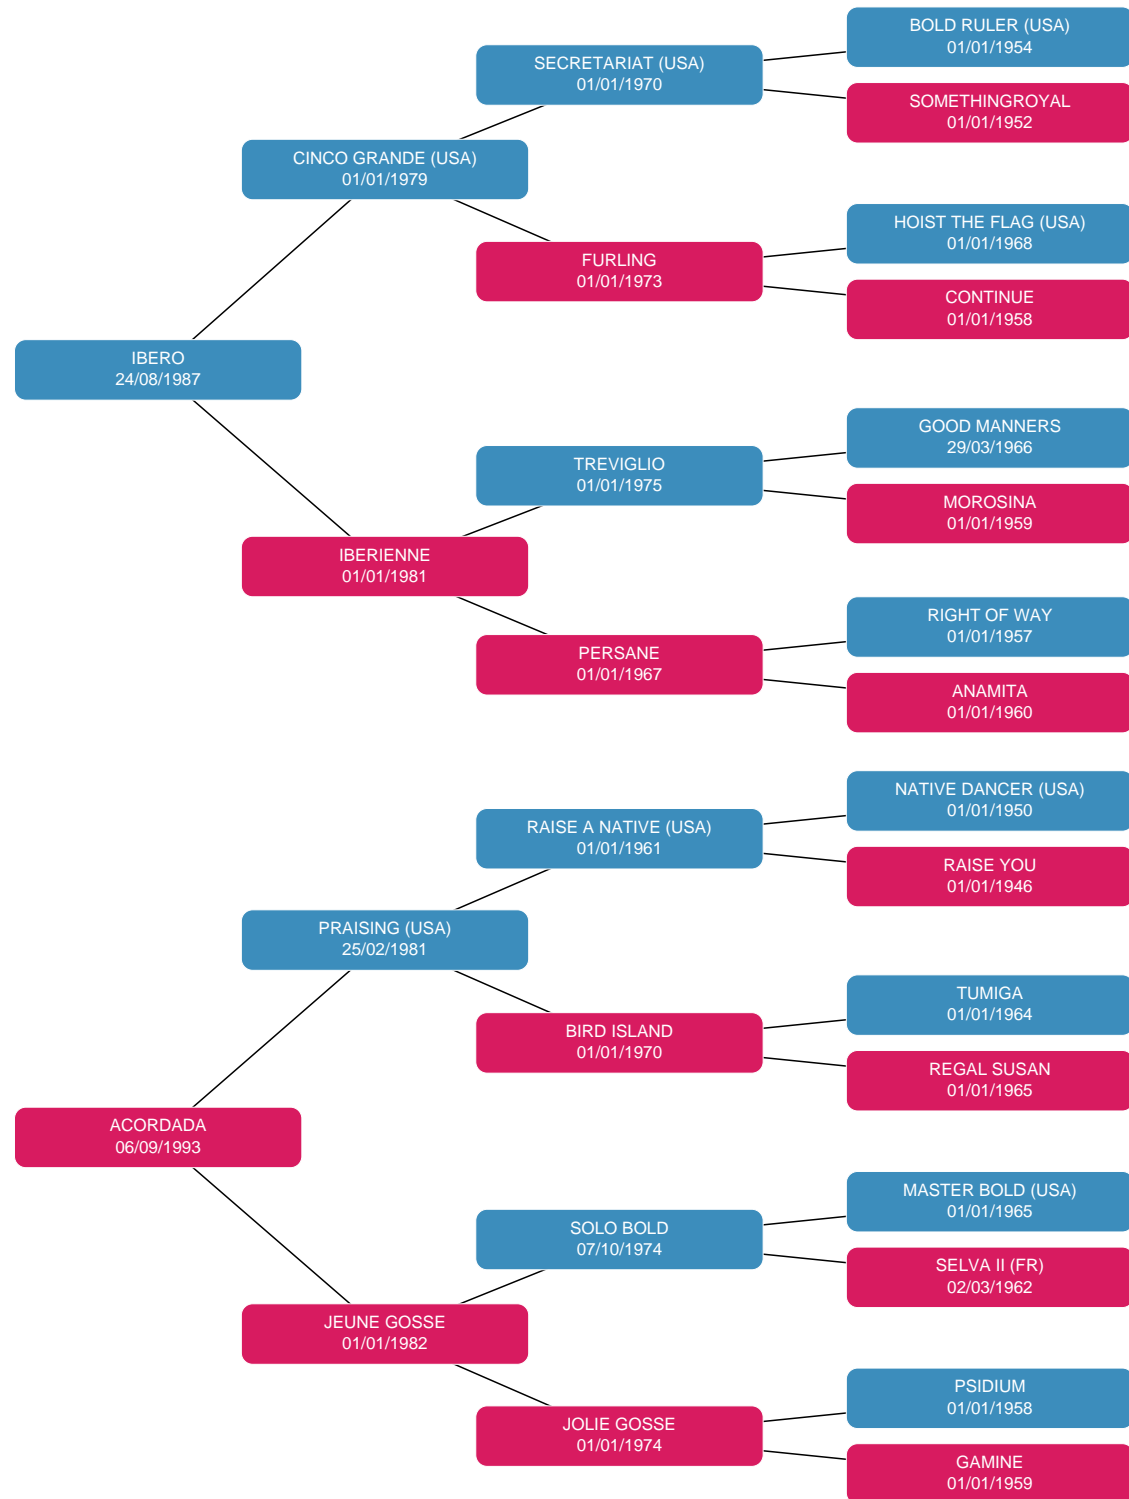 BOLD RULER (USA)
01/01/1954
SECRETARIAT (USA)
01/01/1970
SOMETHINGROYAL
01/01/1952
CINCO GRANDE (USA)
01/01/1979
HOIST THE FLAG (USA)
01/01/1968
FURLING
01/01/1973
CONTINUE
01/01/1958
IBERO
24/08/1987
GOOD MANNERS
29/03/1966
TREVIGLIO
01/01/1975
MOROSINA
01/01/1959
IBERIENNE
01/01/1981
RIGHT OF WAY
01/01/1957
PERSANE
01/01/1967
ANAMITA
01/01/1960
NATIVE DANCER (USA)
01/01/1950
RAISE A NATIVE (USA)
01/01/1961
RAISE YOU
01/01/1946
PRAISING (USA)
25/02/1981
TUMIGA
01/01/1964
BIRD ISLAND
01/01/1970
REGAL SUSAN
01/01/1965
ACORDADA
06/09/1993
MASTER BOLD (USA)
01/01/1965
SOLO BOLD
07/10/1974
SELVA II (FR)
02/03/1962
JEUNE GOSSE
01/01/1982
PSIDIUM
01/01/1958
JOLIE GOSSE
01/01/1974
GAMINE
01/01/1959